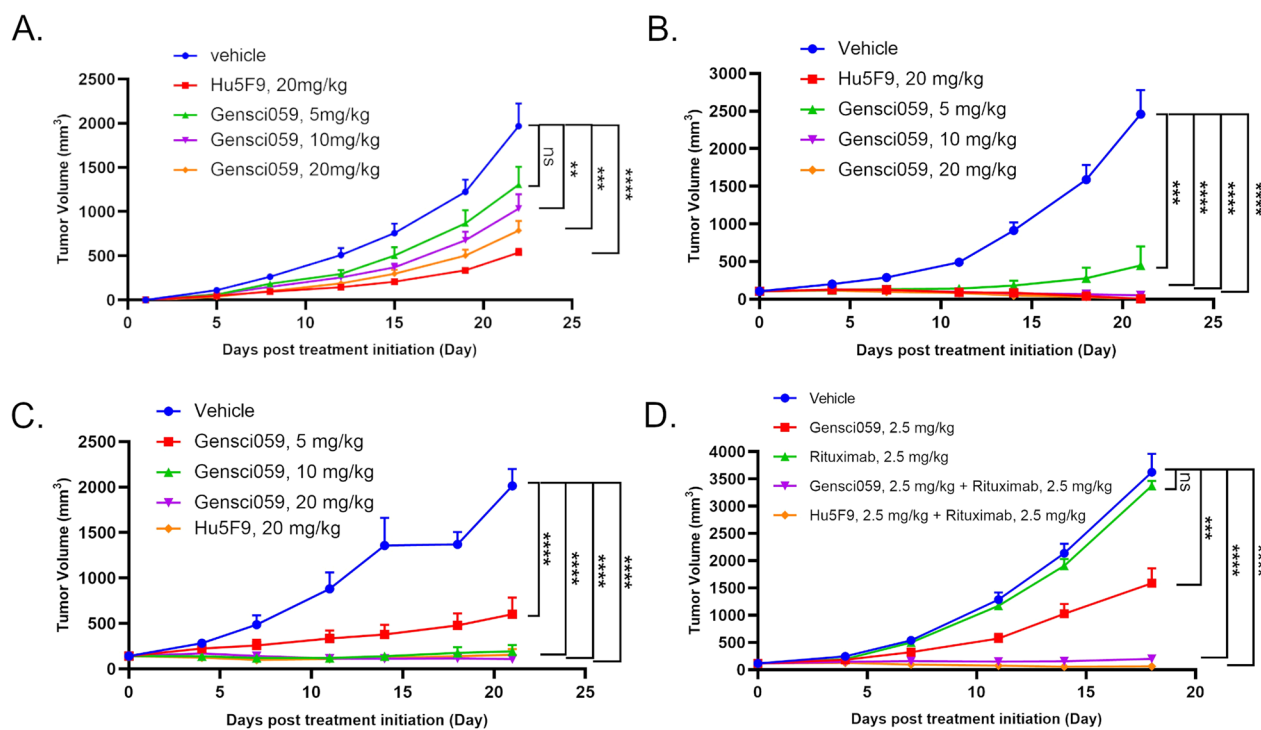 A.
vehicle
Hu5F9, 20mg/kg
Gensci059, 5mg/kg
Gensci059, 10mg/kg
Gensci059, 20mg/kg
Tumor Volume (mm³)
2500
2000
1500
1000
500
0
0 5 10 15 20 25
Days post treatment initiation (Day)
ns
**
***
****
B.
Vehicle
Hu5F9, 20 mg/kg
Gensci059, 5 mg/kg
Gensci059, 10 mg/kg
Gensci059, 20 mg/kg
Tumor Volume (mm³)
3000
2500
2000
1500
1000
500
0
0 5 10 15 20 25
Days post treatment initiation (Day)
***
****
****
****
C.
Vehicle
Gensci059, 5 mg/kg
Gensci059, 10 mg/kg
Gensci059, 20 mg/kg
Hu5F9, 20 mg/kg
Tumor Volume (mm³)
2500
2000
1500
1000
500
0
0 5 10 15 20 25
Days post treatment initiation (Day)
****
****
****
****
D.
Vehicle
Gensci059, 2.5 mg/kg
Rituximab, 2.5 mg/kg
Gensci059, 2.5 mg/kg + Rituximab, 2.5 mg/kg
Hu5F9, 2.5 mg/kg + Rituximab, 2.5 mg/kg
Tumor Volume (mm³)
4000
3500
3000
2500
2000
1500
1000
500
0
0 5 10 15 20
Days post treatment initiation (Day)
ns
***
****